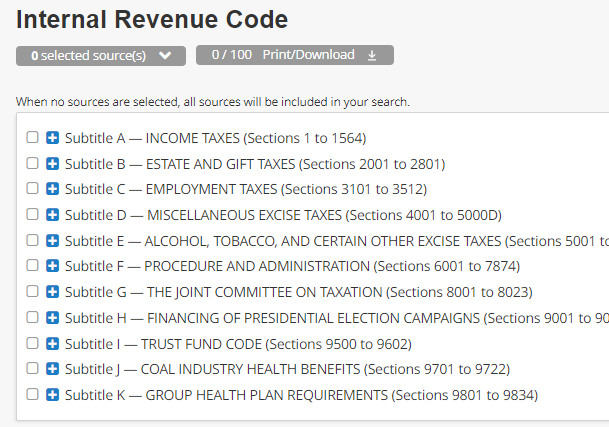 Internal Revenue Code
0 selected source(s)
0 / 100 Print/Download
When no sources are selected, all sources will be included in your search.
Subtitle A — INCOME TAXES (Sections 1 to 1564)
Subtitle B — ESTATE AND GIFT TAXES (Sections 2001 to 2801)
Subtitle C — EMPLOYMENT TAXES (Sections 3101 to 3512)
Subtitle D — MISCELLANEOUS EXCISE TAXES (Sections 4001 to 5000D)
Subtitle E — ALCOHOL, TOBACCO, AND CERTAIN OTHER EXCISE TAXES (Sections 5001 to
Subtitle F — PROCEDURE AND ADMINISTRATION (Sections 6001 to 7874)
Subtitle G — THE JOINT COMMITTEE ON TAXATION (Sections 8001 to 8023)
Subtitle H — FINANCING OF PRESIDENTIAL ELECTION CAMPAIGNS (Sections 9001 to 90
Subtitle I — TRUST FUND CODE (Sections 9500 to 9602)
Subtitle J — COAL INDUSTRY HEALTH BENEFITS (Sections 9701 to 9722)
Subtitle K — GROUP HEALTH PLAN REQUIREMENTS (Sections 9801 to 9834)